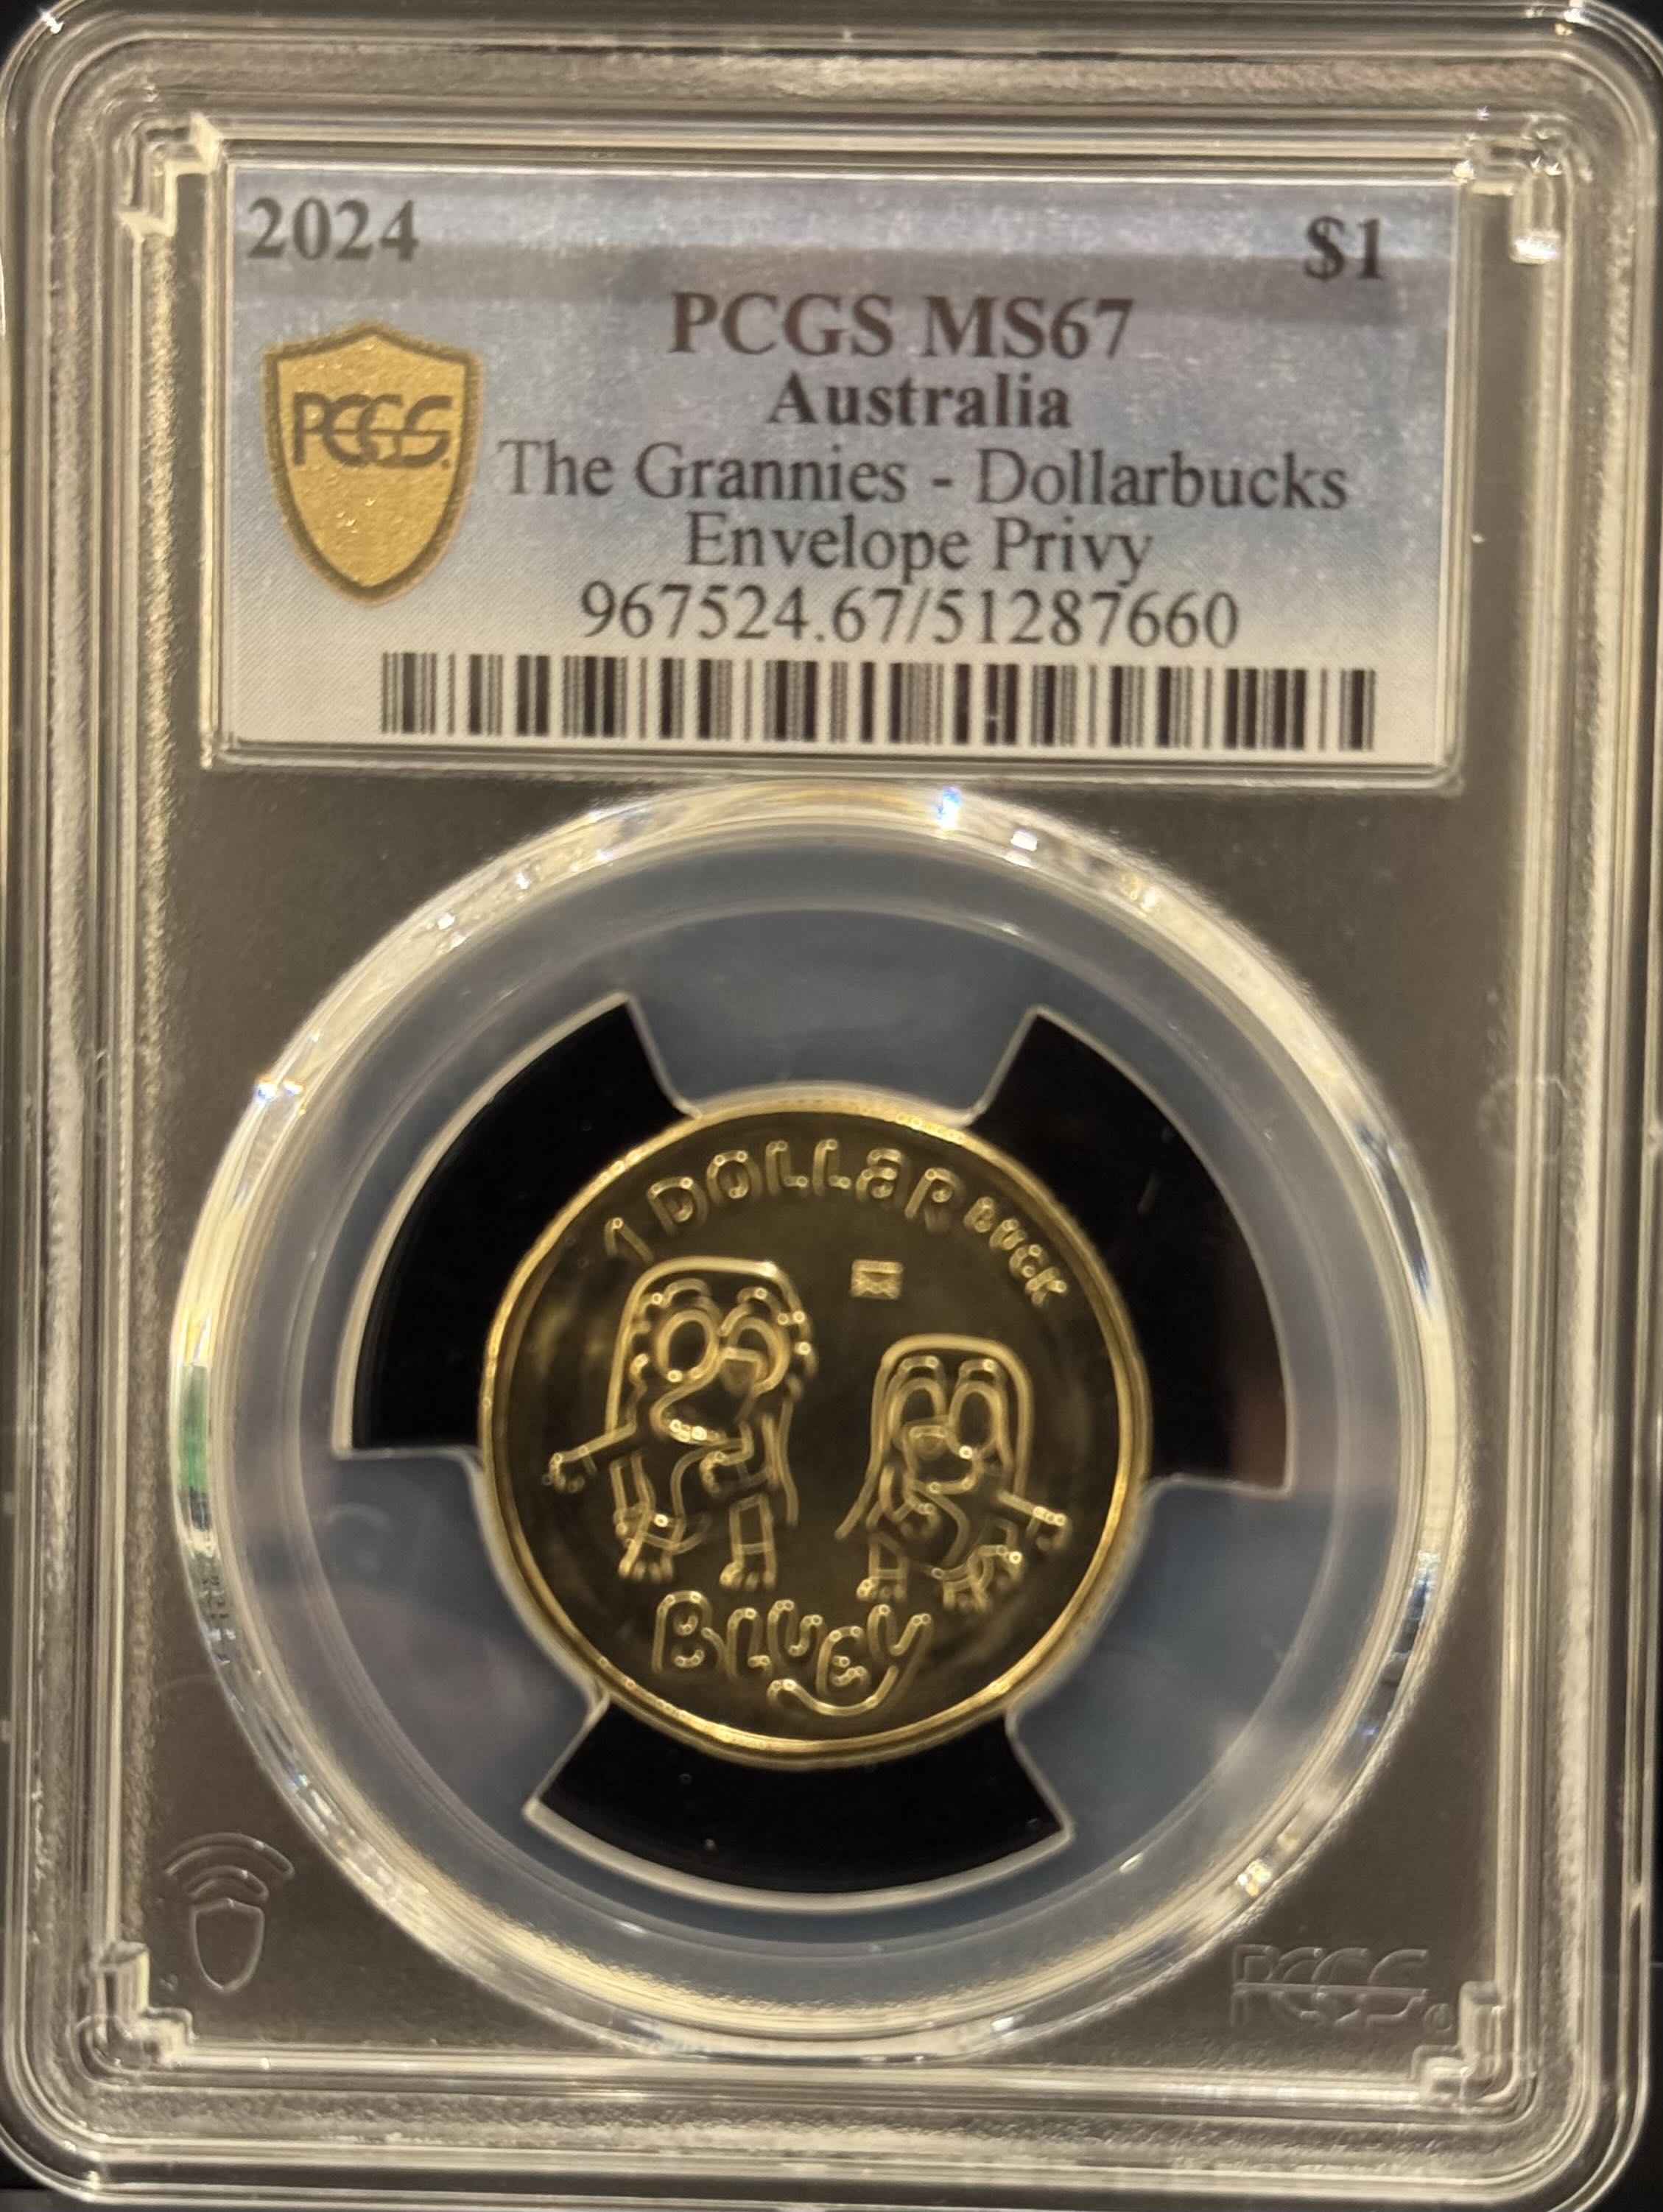 2024 $1
PCGS MS67
Australia
PCGS
The Grannies - Dollarbucks
Envelope Privy
967524.67/51287660
1 DOLLAR BUCK
BLUEY
PCGS